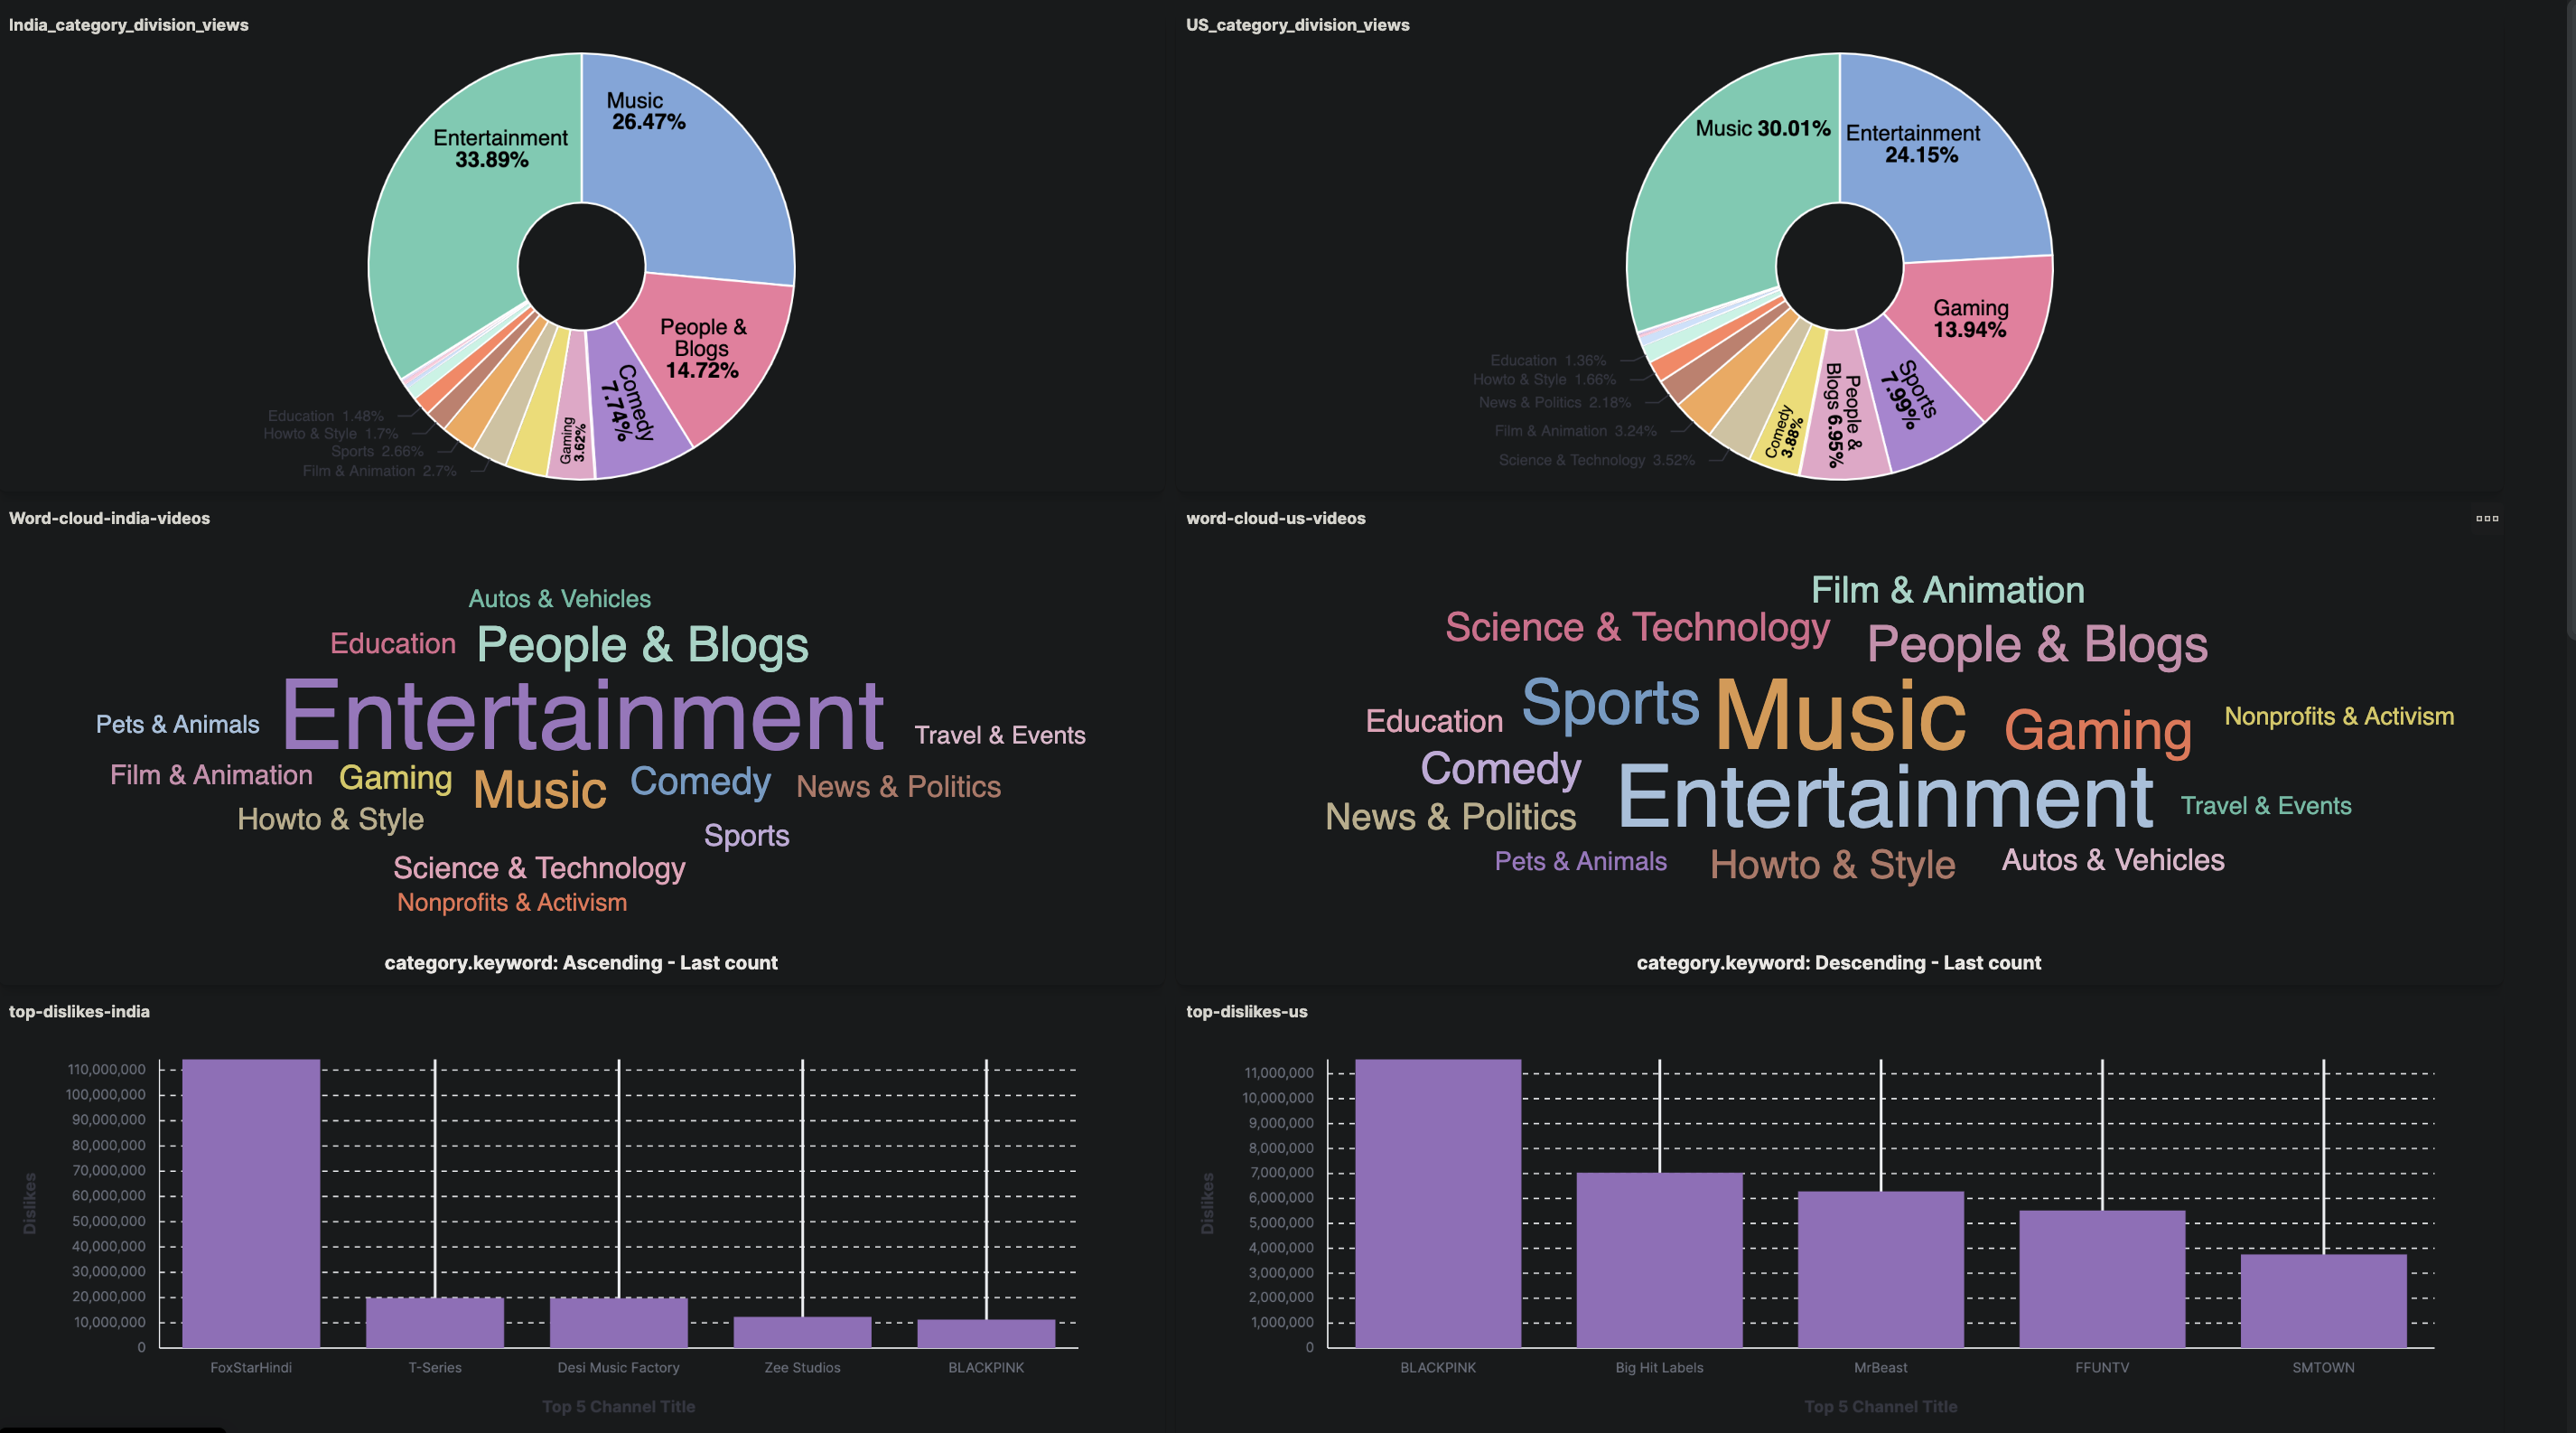 India_category_division_views
Music
26.47%
Entertainment
33.89%
People &
Blogs
14.72%
Comedy
7.74%
Gaming
3.62%
Education 1.48%
Howto & Style 1.7%
Sports 2.66%
Film & Animation 2.7%
US_category_division_views
Music 30.01%
Entertainment
24.15%
Gaming
13.94%
Sports
7.99%
People &
Blogs 6.95%
Comedy
3.88%
Education 1.36%
Howto & Style 1.66%
News & Politics 2.18%
Film & Animation 3.24%
Science & Technology 3.52%
Word-cloud-india-videos
Autos & Vehicles
Education People & Blogs
Entertainment
Pets & Animals
Travel & Events
Film & Animation Gaming Music Comedy News & Politics
Howto & Style
Sports
Science & Technology
Nonprofits & Activism
category.keyword: Ascending - Last count
word-cloud-us-videos
Film & Animation
Science & Technology
People & Blogs
Education Sports Music Gaming Nonprofits & Activism
Comedy
Entertainment
News & Politics
Travel & Events
Pets & Animals Howto & Style Autos & Vehicles
category.keyword: Descending - Last count
top-dislikes-india
110,000,000
100,000,000
90,000,000
80,000,000
70,000,000
60,000,000
50,000,000
40,000,000
30,000,000
20,000,000
10,000,000
0
Dislikes
FoxStarHindi T-Series Desi Music Factory Zee Studios BLACKPINK
Top 5 Channel Title
top-dislikes-us
11,000,000
10,000,000
9,000,000
8,000,000
7,000,000
6,000,000
5,000,000
4,000,000
3,000,000
2,000,000
1,000,000
0
Dislikes
BLACKPINK Big Hit Labels MrBeast FFUNTV SMTOWN
Top 5 Channel Title